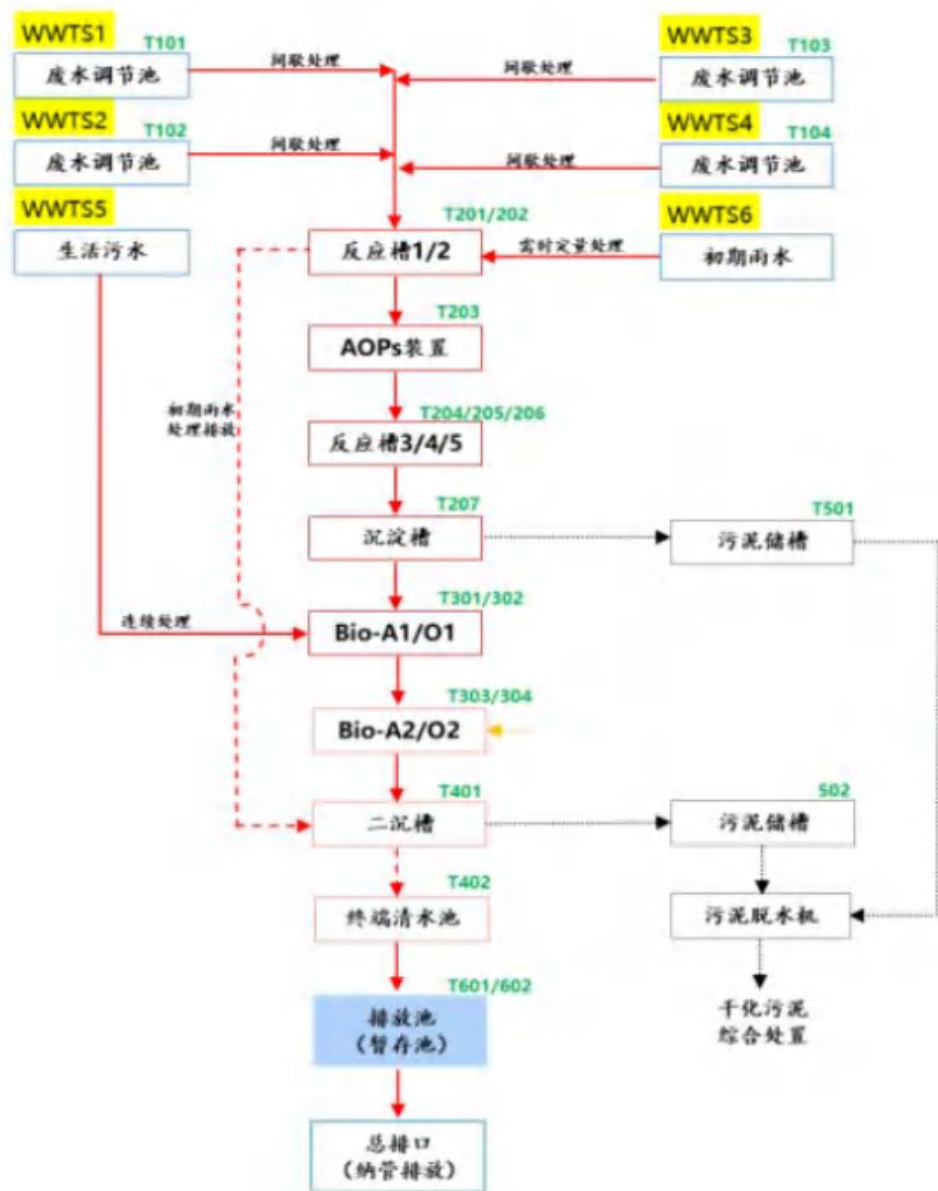 WWTS1
T101
废水调节池
间歇处理
间歇处理
WWTS3
T103
废水调节池
WWTS2
T102
废水调节池
间歇处理
间歇处理
WWTS4
T104
废水调节池
WWTS5
生活污水
T201/202
反应槽1/2
需时定量处理
WWTS6
初期雨水
T203
AOPs装置
初期雨水
处理排放
T204/205/206
反应槽3/4/5
T207
沉淀槽
T501
污泥储槽
连续处理
T301/302
Bio-A1/O1
T303/304
Bio-A2/O2
T401
二沉槽
502
污泥储槽
T402
终端清水池
污泥脱水机
T601/602
排放池
（暂存池）
干化污泥
综合处置
总排口
（纳管排放）